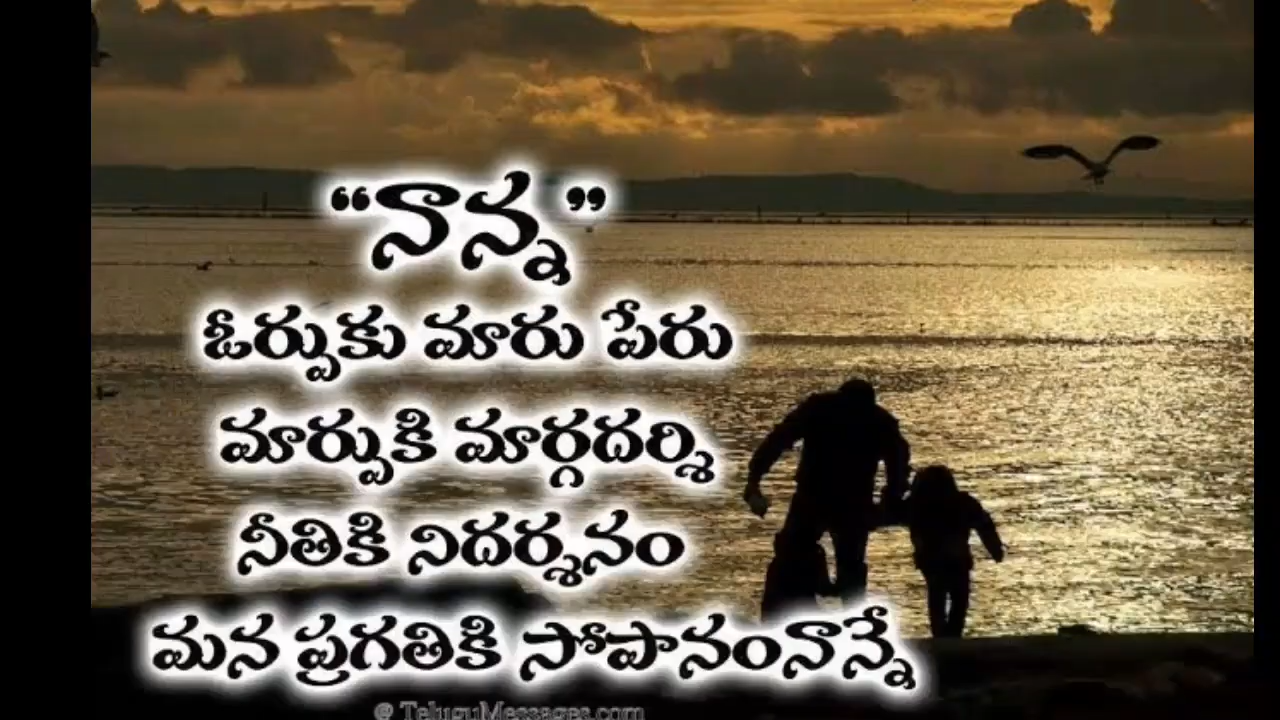 “నాన్న”
ఓర్పుకు మారు పేరు
మార్పుకి మార్గదర్శి
నీతికి నిదర్శనం
మన ప్రగతికి సోపానంనాన్నే
@ TeluguMessages.com